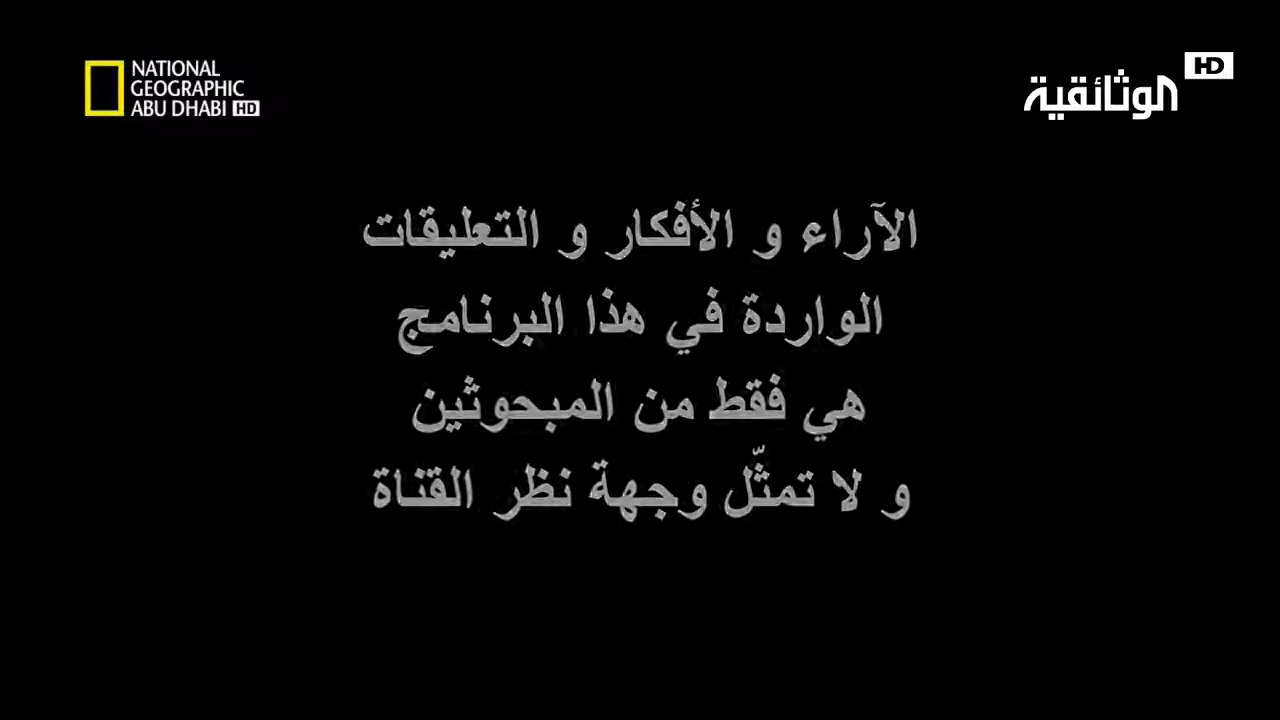 NATIONAL
GEOGRAPHIC
ABU DHABI HD
الوثائقية HD
الآراء و الأفكار و التعليقات
الواردة في هذا البرنامج
هي فقط من المبحوثين
و لا تمثّل وجهة نظر القناة